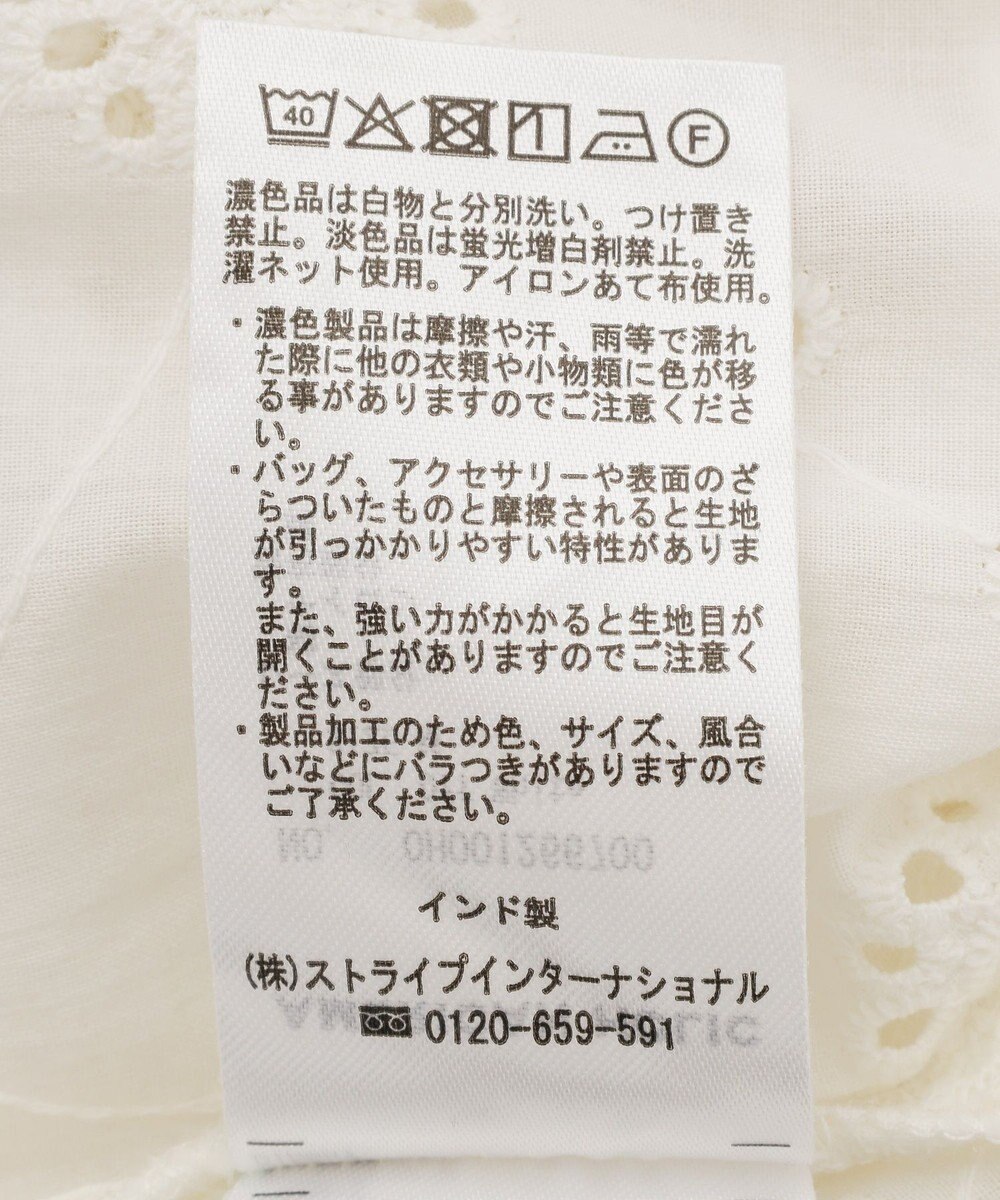 40
F
濃色品は白物と分別洗い。つけ置き
禁止。淡色品は蛍光増白剤禁止。洗
濯ネット使用。アイロンあて布使用。
・濃色製品は摩擦や汗、雨等で濡れ
た際に他の衣類や小物類に色が移
る事がありますのでご注意くださ
い。
・バッグ、アクセサリーや表面のざ
らついたものと摩擦されると生地
が引っかかりやすい特性がありま
す。
また、強い力がかかると生地目が
開くことがありますのでご注意く
ださい。
・製品加工のため色、サイズ、風合
いなどにバラつきがありますので
ご了承ください。
NO. 0H001266700
インド製
(株)ストライプインターナショナル
0120-659-591